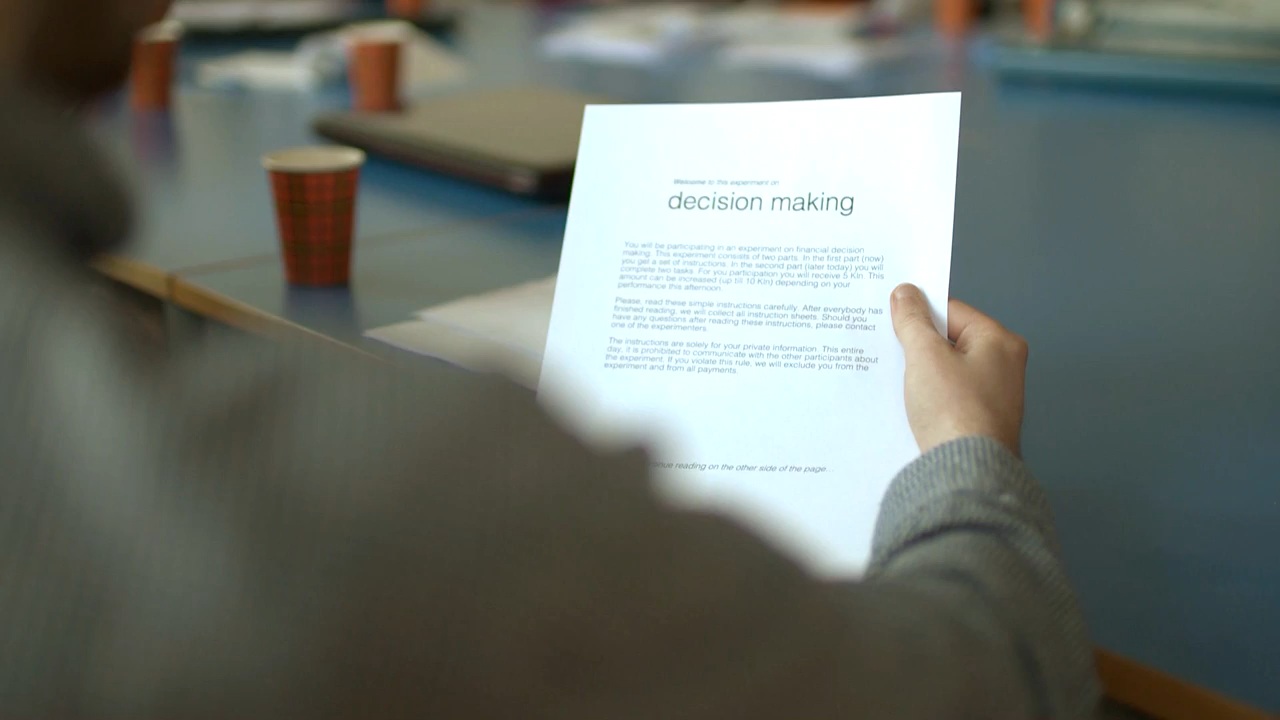 Welcome to this experiment on
decision making
You will be participating in an experiment on financial decision
making. This experiment consists of two parts. In the first part (now)
you get a set of instructions. In the second part (later today) you will
complete two tasks. For you participation you will receive 5 Kin. This
amount can be increased (up till 10 Kin) depending on your
performance this afternoon.
Please, read these simple instructions carefully. After everybody has
finished reading, we will collect all instruction sheets. Should you
have any questions after reading these instructions, please contact
one of the experimenters.
The instructions are solely for your private information. This entire
day, it is prohibited to communicate with the other participants about
the experiment. If you violate this rule, we will exclude you from the
experiment and from all payments.
reading on the other side of the page...